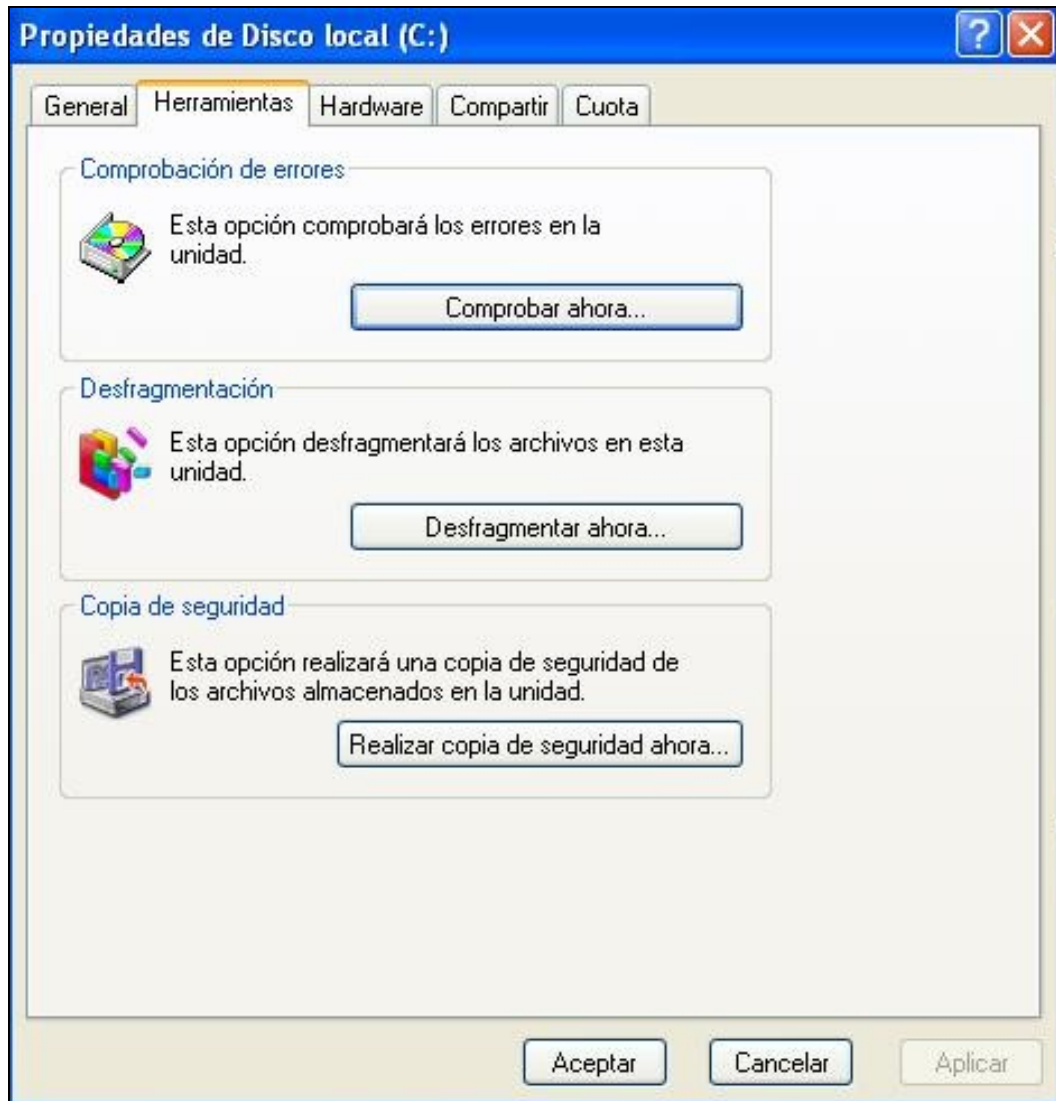 Propiedades de Disco local (C:)
General Herramientas Hardware Compartir Cuota
Comprobación de errores
Esta opción comprobará los errores en la
unidad.
Comprobar ahora...
Desfragmentación
Esta opción desfragmentará los archivos en esta
unidad.
Desfragmentar ahora...
Copia de seguridad
Esta opción realizará una copia de seguridad de
los archivos almacenados en la unidad.
Realizar copia de seguridad ahora...
Aceptar Cancelar Aplicar